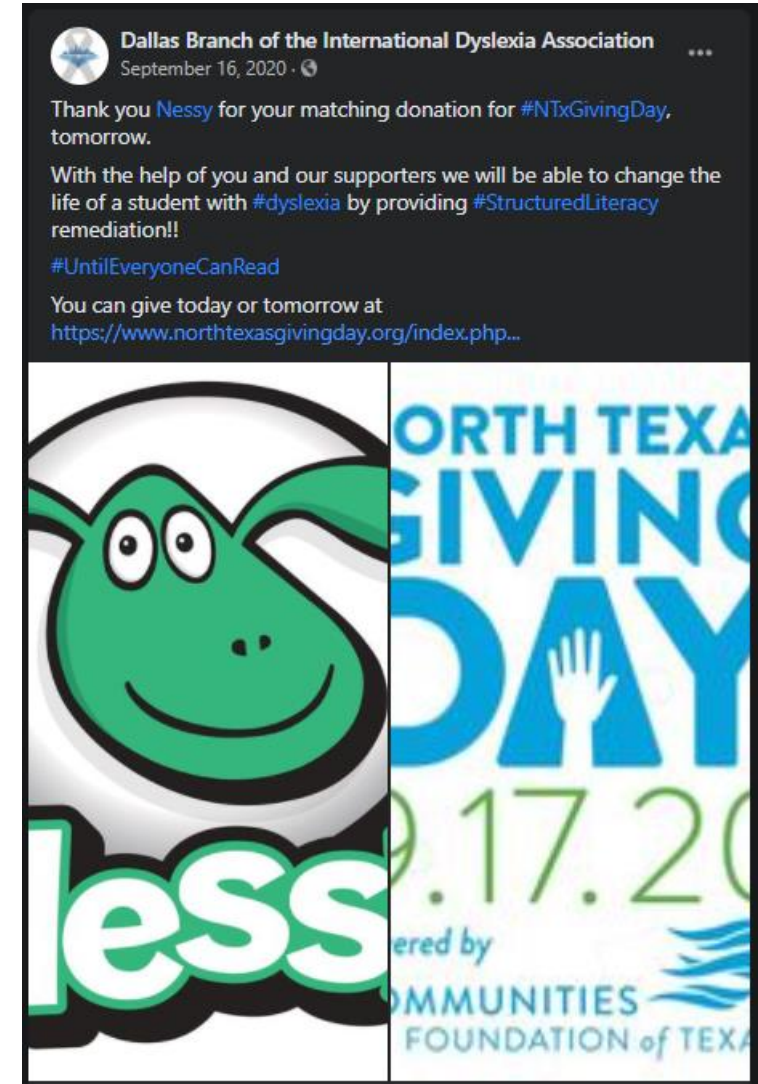 Dallas Branch of the International Dyslexia Association
September 16, 2020
Thank you Nessy for your matching donation for #NTxGivingDay,
tomorrow.
With the help of you and our supporters we will be able to change the
life of a student with #dyslexia by providing #StructuredLiteracy
remediation!!
#UntilEveryoneCanRead
You can give today or tomorrow at
https://www.northtexasgivingday.org/index.php...
ess
ORTH TEXA
GIVING
DAY
9.17.20
ered by
OMMUNITIES
FOUNDATION of TEXA